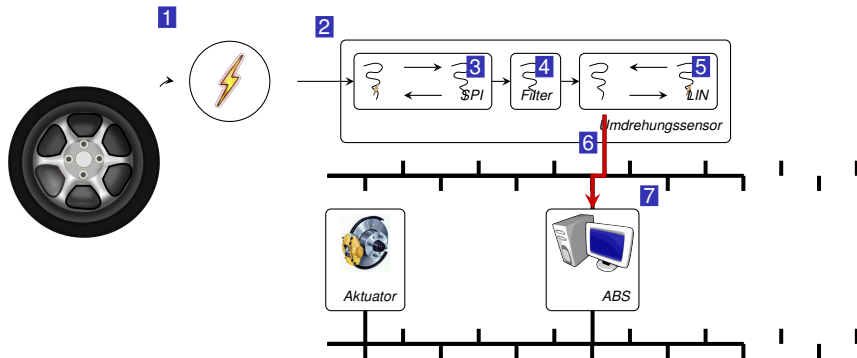 1
2
3
4
5
SPI
Filter
LIN
Umdrehungssensor
6
7
Aktuator
ABS